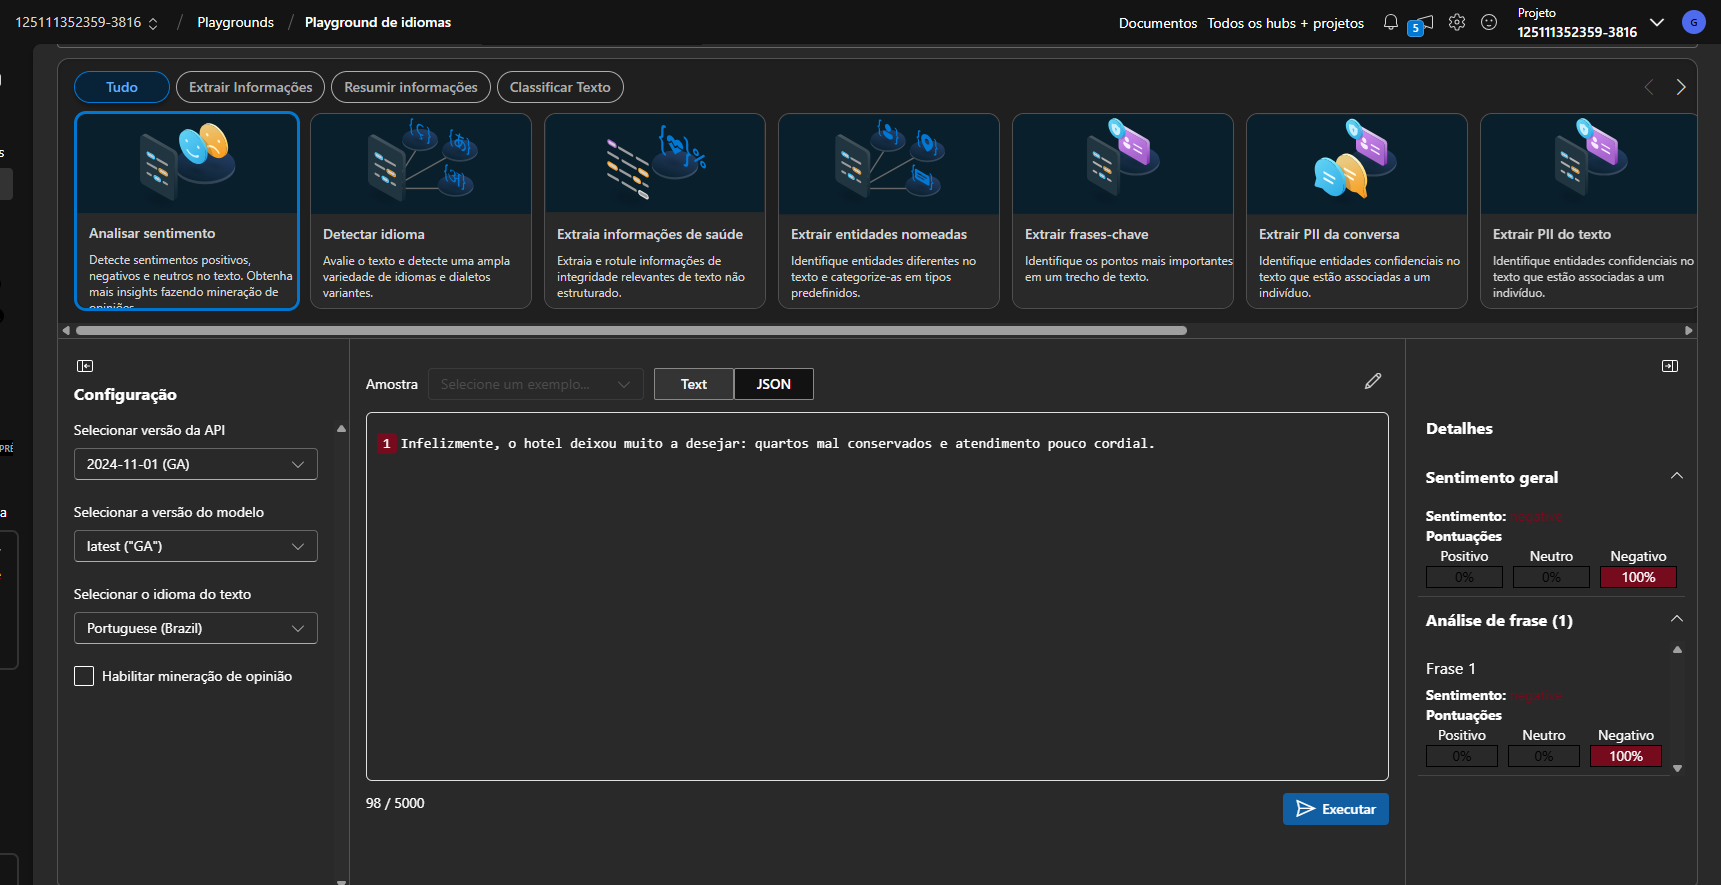 125111352359-3816 / Playgrounds / Playground de idiomas
Documentos Todos os hubs + projetos
5
Projeto
125111352359-3816
G
Tudo
Extrair Informações
Resumir informações
Classificar Texto
Analisar sentimento
Detecte sentimentos positivos,
negativos e neutros no texto. Obtenha
mais insights fazendo mineração de
opiniões
Detectar idioma
Avalie o texto e detecte uma ampla
variedade de idiomas e dialetos
variantes.
Extraia informações de saúde
Extraia e rotule informações de
integridade relevantes de texto não
estruturado.
Extrair entidades nomeadas
Identifique entidades diferentes no
texto e categorize-as em tipos
predefinidos.
Extrair frases-chave
Identifique os pontos mais importantes
em um trecho de texto.
Extrair PII da conversa
Identifique entidades confidenciais no
texto que estão associadas a um
indivíduo.
Extrair PII do texto
Identifique entidades confidenciais no
texto que estão associadas a um
indivíduo.
s
PRÉ
a
Configuração
Selecionar versão da API
2024-11-01 (GA)
Selecionar a versão do modelo
latest ("GA")
Selecionar o idioma do texto
Portuguese (Brazil)
Habilitar mineração de opinião
Amostra
Selecione um exemplo...
Text
JSON
1 Infelizmente, o hotel deixou muito a desejar: quartos mal conservados e atendimento pouco cordial.
98 / 5000
Executar
Detalhes
Sentimento geral
Sentimento: negativo
Pontuações
Positivo Neutro Negativo
0% 0% 100%
Análise de frase (1)
Frase 1
Sentimento: negativo
Pontuações
Positivo Neutro Negativo
0% 0% 100%